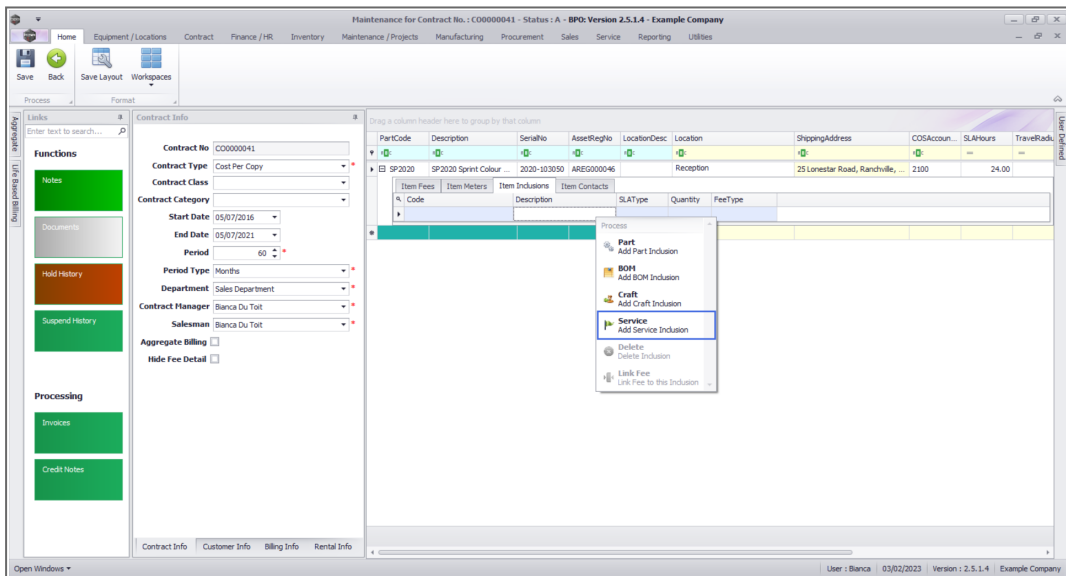 Maintenance for Contract No. : CO0000041 - Status : A - BPO: Version 2.5.1.4 - Example Company
Home Equipment / Locations Contract Finance / HR Inventory Maintenance / Projects Manufacturing Procurement Sales Service Reporting Utilities
Save Back Save Layout Workspaces
Process Format
Aggregate
Life Based Billing
Links
Enter text to search...
Functions
Notes
Documents
Hold History
Suspend History
Processing
Invoices
Credit Notes
Contract Info
Contract No CO0000041
Contract Type Cost Per Copy *
Contract Class
Contract Category
Start Date 05/07/2016
End Date 05/07/2021
Period 60 *
Period Type Months *
Department Sales Department *
Contract Manager Bianca Du Toit *
Salesman Bianca Du Toit *
Aggregate Billing
Hide Fee Detail
Contract Info Customer Info Billing Info Rental Info
Drag a column header here to group by that column
PartCode Description SerialNo AssetRegNo LocationDesc Location ShippingAddress COSAccoun... SLAHours TravelRadiu
SP2020 SP2020 Sprint Colour ... 2020-103050 AREG000046 Reception 25 Lonestar Road, Ranchville, ... 2100 24.00
Item Fees Item Meters Item Inclusions Item Contacts
Code Description SLAType Quantity FeeType
Process
Part
Add Part Inclusion
BOM
Add BOM Inclusion
Craft
Add Craft Inclusion
Service
Add Service Inclusion
Delete
Delete Inclusion
Link Fee
Link Fee to this Inclusion
User Defined
Open Windows
User : Bianca 03/02/2023 Version : 2.5.1.4 Example Company